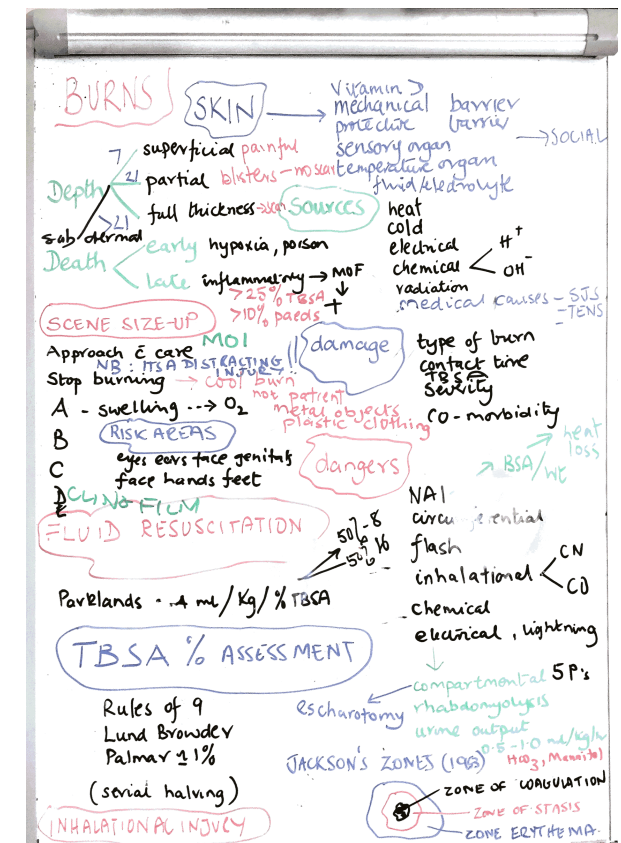 BURNS
SKIN
Vitamin D
mechanical barrier
protective barrier
sensory organ
temperature organ
fluid/electrolyte
→ SOCIAL
Depth
7 superficial painful
21 partial blisters - no scar
>21 full thickness → scar
sub dermal
Death
early hypoxia, poison
late inflammatory → MOF
>25% TBSA
>10% paeds
Sources
heat
cold
electrical
chemical < H+ OH-
radiation
medical causes - SJS
- TENS
SCENE SIZE-UP
MOI
Approach c̄ care
NB: ITS A DISTRACTING INJURY
Stop burning → cool burn
not patient
metal objects
plastic clothing
A - swelling --→ O2
B
C
D
E
RISK AREAS
eyes ears face genitals
face hands feet
CLING FILM
damage
type of burn
contact time
TBSA
severity
CO-morbidity
dangers
BSA/wt
heat loss
NAI
circumferential
flash
inhalational < CN CO
chemical
electrical, lightning
compartmental 5P's
rhabdomyolysis
urine output
0.5-1.0 ml/kg/hr
HCO3, Mannitol
escharotomy
FLUID RESUSCITATION
50% - 8
50% 16
Parklands - 4 ml/Kg/% TBSA
TBSA % ASSESSMENT
Rules of 9
Lund Browder
Palmar 1%
(serial halving)
JACKSON'S ZONES (1963)
ZONE OF COAGULATION
ZONE OF STASIS
ZONE ERYTHEMA.
INHALATIONAL INJURY